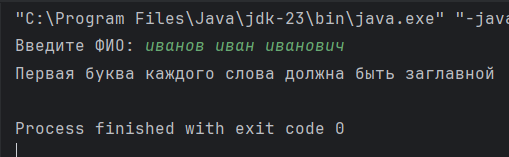 "C:\Program Files\Java\jdk-23\bin\java.exe" "-java
Введите ФИО: иванов иван иванович
Первая буква каждого слова должна быть заглавной
Process finished with exit code 0